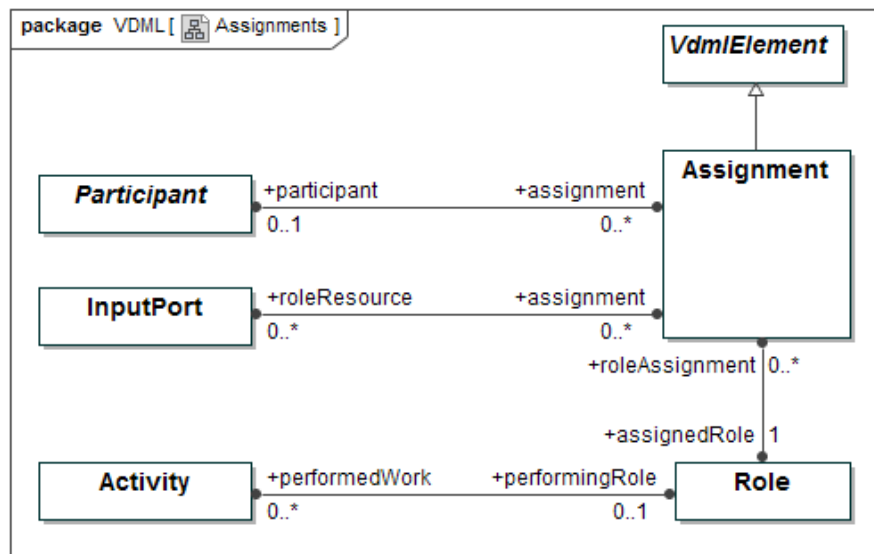 package VDML [ Assignments ]
VdmlElement
Assignment
Participant
+participant
+assignment
0..1
0..*
InputPort
+roleResource
+assignment
0..*
0..*
+roleAssignment
0..*
+assignedRole
1
Activity
+performedWork
+performingRole
Role
0..*
0..1